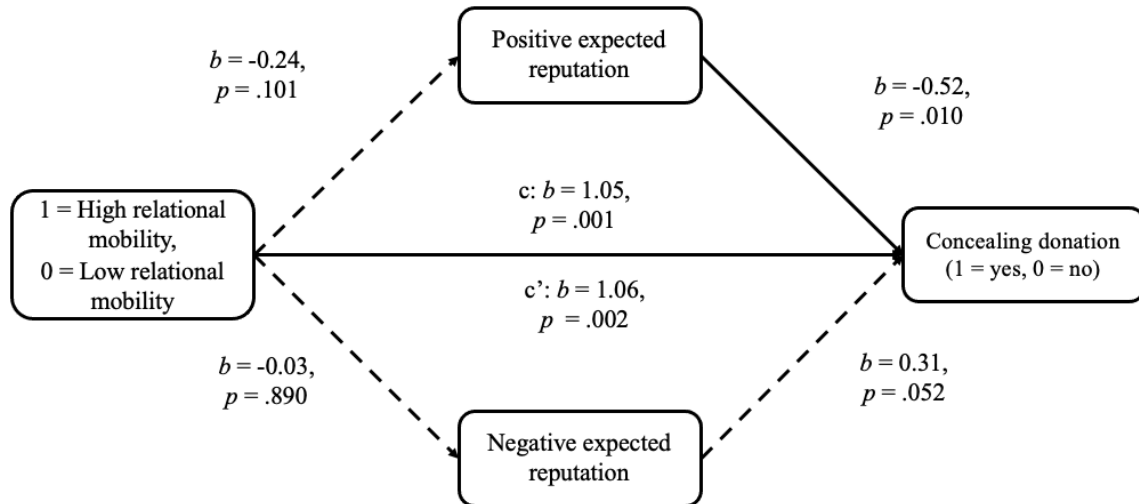 Positive expected
reputation
b = -0.24,
p = .101
b = -0.52,
p = .010
1 = High relational
mobility,
0 = Low relational
mobility
c: b = 1.05,
p = .001
c’: b = 1.06,
p = .002
Concealing donation
(1 = yes, 0 = no)
b = -0.03,
p = .890
b = 0.31,
p = .052
Negative expected
reputation